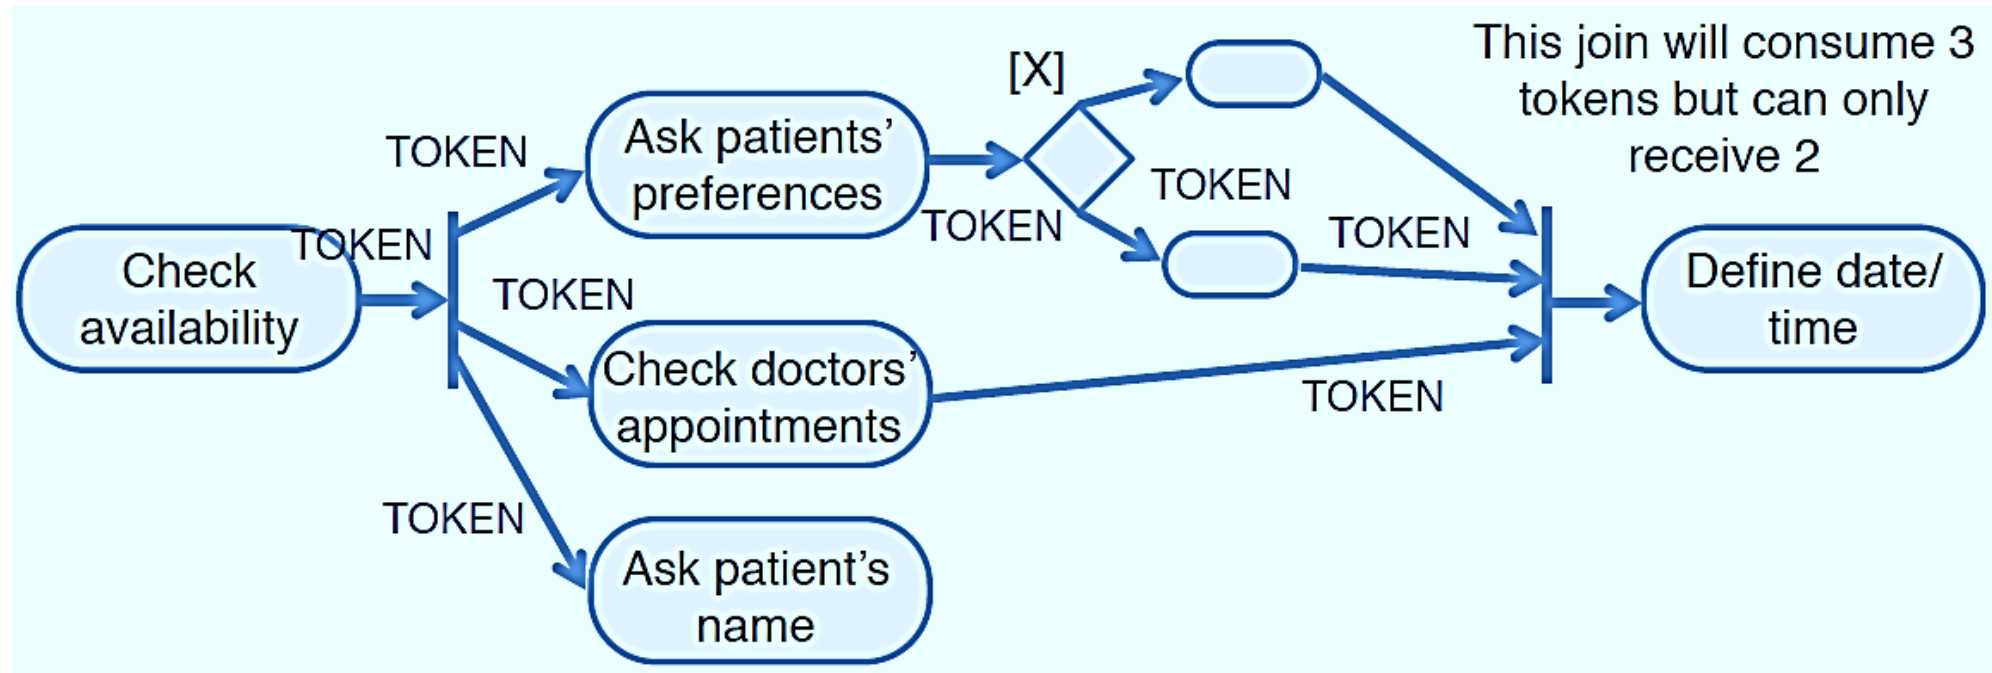 This join will consume 3
tokens but can only
receive 2
[X]
TOKEN
Ask patients’
preferences
TOKEN
TOKEN
TOKEN
TOKEN
Check
availability
TOKEN
Define date/
time
Check doctors’
appointments
TOKEN
TOKEN
Ask patient’s
name